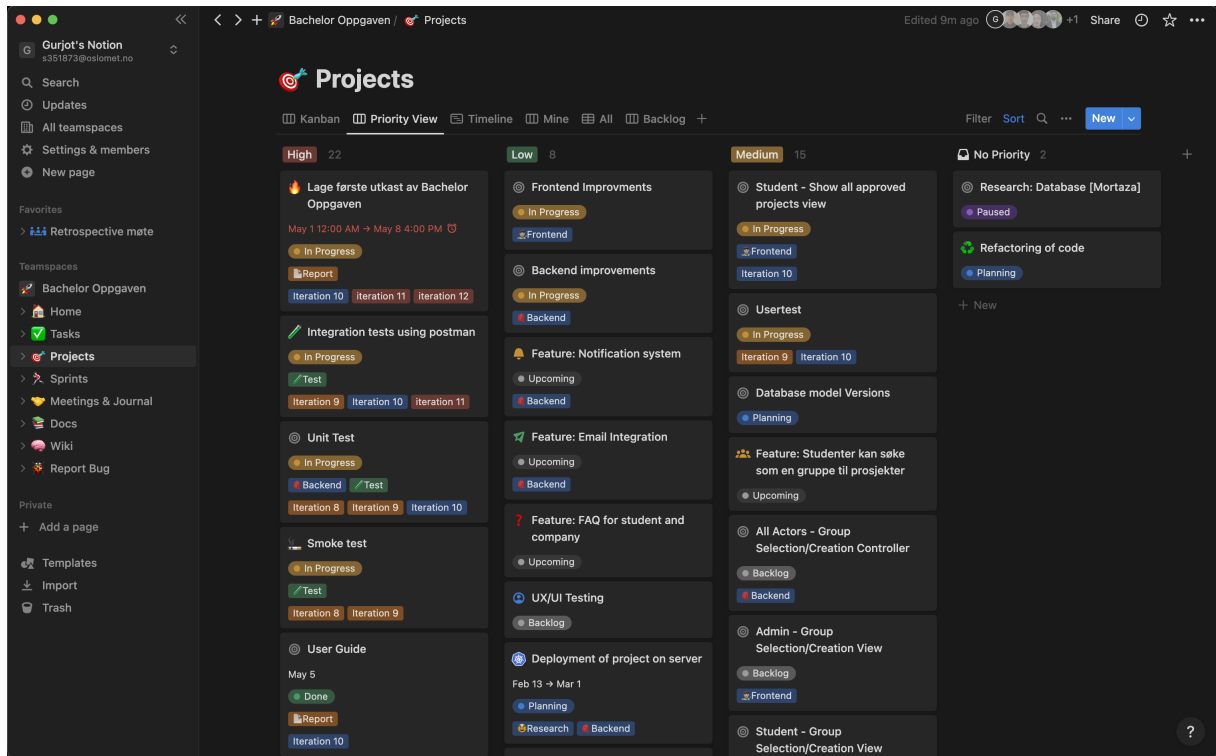 Bachelor Oppgaven / Projects
Edited 9m ago
G
+1
Share
G
Gurjot's Notion
s351873@oslomet.no
Search
Updates
All teamspaces
Settings & members
New page
Favorites
Retrospective møte
Teamspaces
Bachelor Oppgaven
Home
Tasks
Projects
Sprints
Meetings & Journal
Docs
Wiki
Report Bug
Private
Add a page
Templates
Import
Trash
Projects
Kanban
Priority View
Timeline
Mine
All
Backlog
Filter
Sort
New
High 22
Lage første utkast av Bachelor
Oppgaven
May 1 12:00 AM → May 8 4:00 PM
In Progress
Report
Iteration 10 iteration 11 iteration 12
Integration tests using postman
In Progress
Test
Iteration 9 Iteration 10 iteration 11
Unit Test
In Progress
Backend Test
Iteration 8 Iteration 9 Iteration 10
Smoke test
In Progress
Test
Iteration 8 Iteration 9
User Guide
May 5
Done
Report
Iteration 10
Low 8
Frontend Improvments
In Progress
Frontend
Backend improvements
In Progress
Backend
Feature: Notification system
Upcoming
Backend
Feature: Email Integration
Upcoming
Backend
Feature: FAQ for student and
company
Upcoming
UX/UI Testing
Backlog
Deployment of project on server
Feb 13 → Mar 1
Planning
Research Backend
Medium 15
Student - Show all approved
projects view
In Progress
Frontend
Iteration 10
Usertest
In Progress
Iteration 9 Iteration 10
Database model Versions
Planning
Feature: Studenter kan søke
som en gruppe til prosjekter
Upcoming
All Actors - Group
Selection/Creation Controller
Backlog
Backend
Admin - Group
Selection/Creation View
Backlog
Frontend
Student - Group
Selection/Creation View
No Priority 2
Research: Database [Mortaza]
Paused
Refactoring of code
Planning
New
?